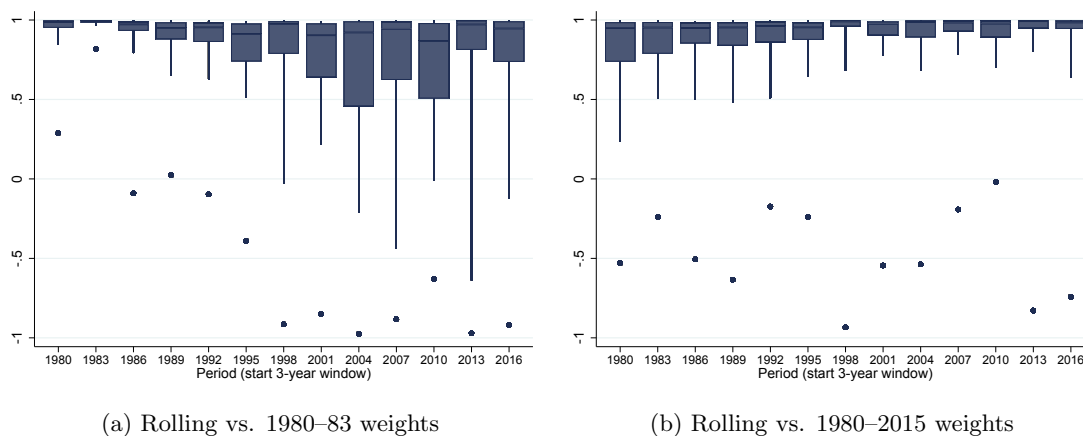 1
.5
0
-.5
-1
1980 1983 1986 1989 1992 1995 1998 2001 2004 2007 2010 2013 2016
Period (start 3-year window)
(a) Rolling vs. 1980–83 weights
1
.5
0
-.5
-1
1980 1983 1986 1989 1992 1995 1998 2001 2004 2007 2010 2013 2016
Period (start 3-year window)
(b) Rolling vs. 1980–2015 weights